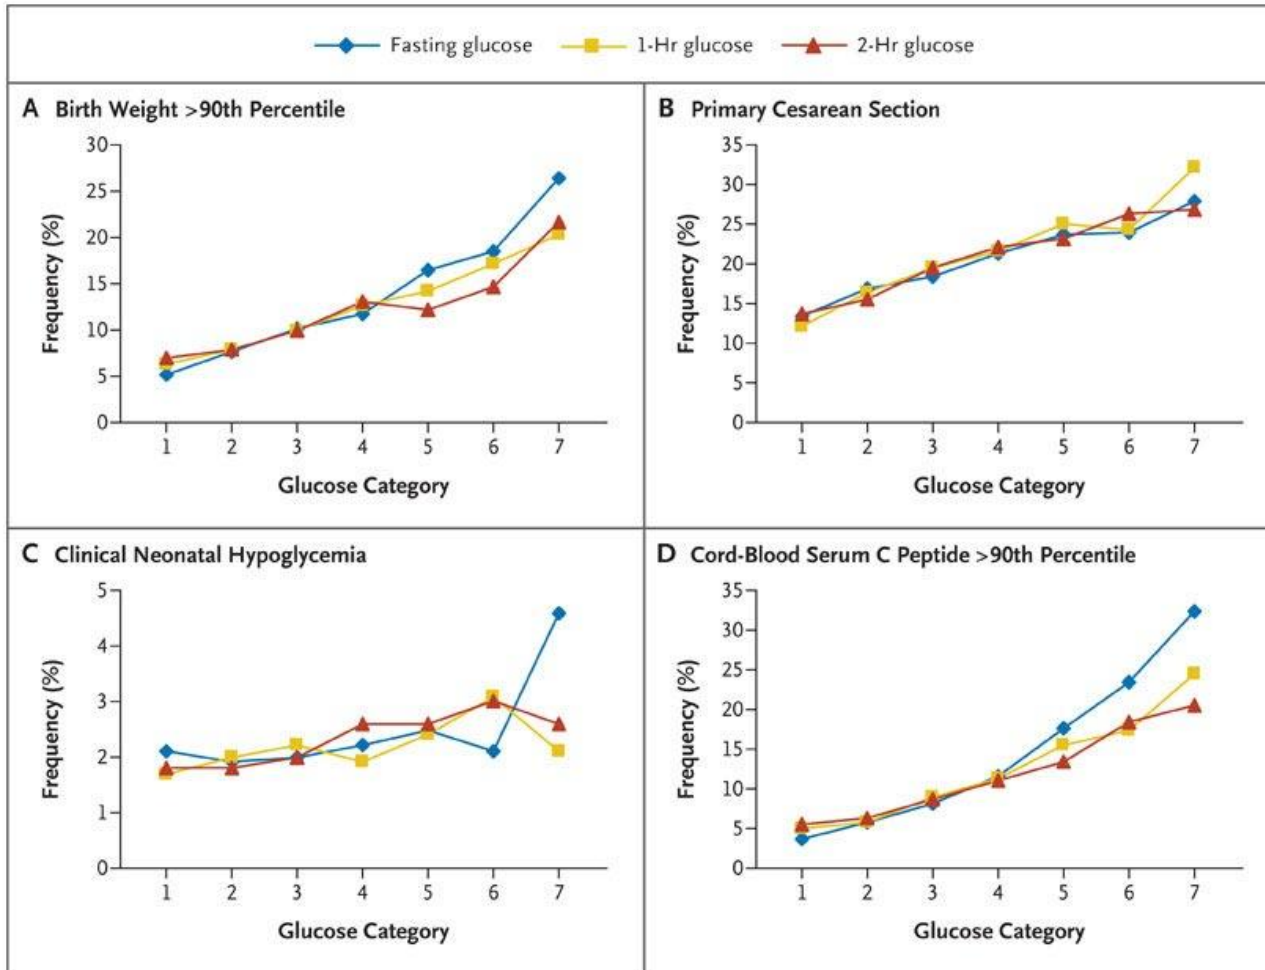 Fasting glucose 1-Hr glucose 2-Hr glucose
A Birth Weight >90th Percentile
30
25
20
15
10
5
0
Frequency (%)
1 2 3 4 5 6 7
Glucose Category
B Primary Cesarean Section
35
30
25
20
15
10
5
0
Frequency (%)
1 2 3 4 5 6 7
Glucose Category
C Clinical Neonatal Hypoglycemia
5
4
3
2
1
0
Frequency (%)
1 2 3 4 5 6 7
Glucose Category
D Cord-Blood Serum C Peptide >90th Percentile
35
30
25
20
15
10
5
0
Frequency (%)
1 2 3 4 5 6 7
Glucose Category